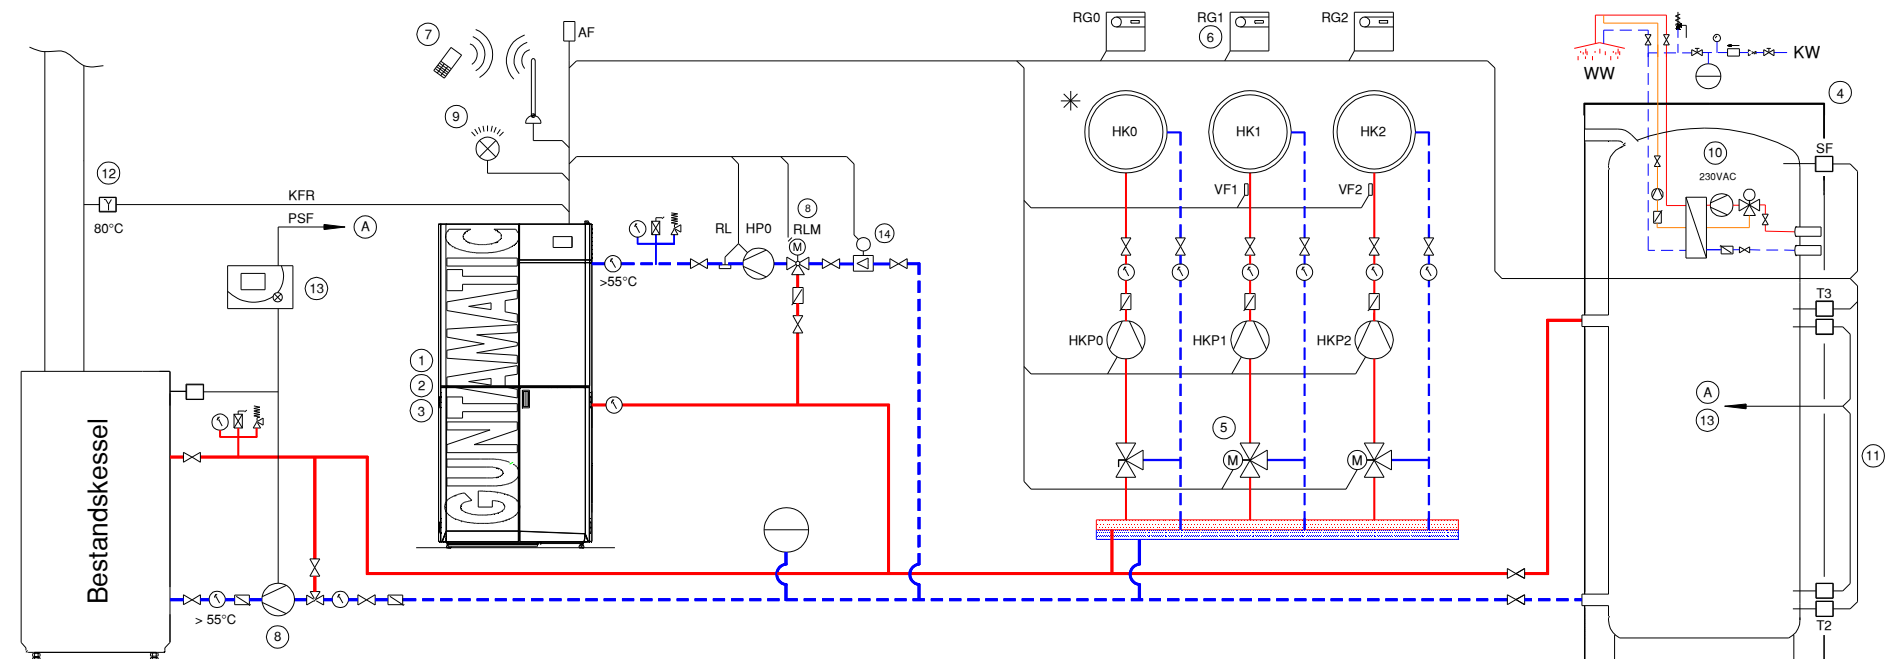 RG0
RG1
RG2
7
AF
6
WW
KW
9
4
HK0
HK1
HK2
10
230VAC
SF
12
Y
80°C
KFR
PSF
A
VF1
VF2
RL
HP0
8
RLM
M
14
>55°C
13
T3
HKP0
HKP1
HKP2
1
2
3
GUNTAMATIC
A
13
5
M
M
11
Bestandskessel
> 55°C
8
T2